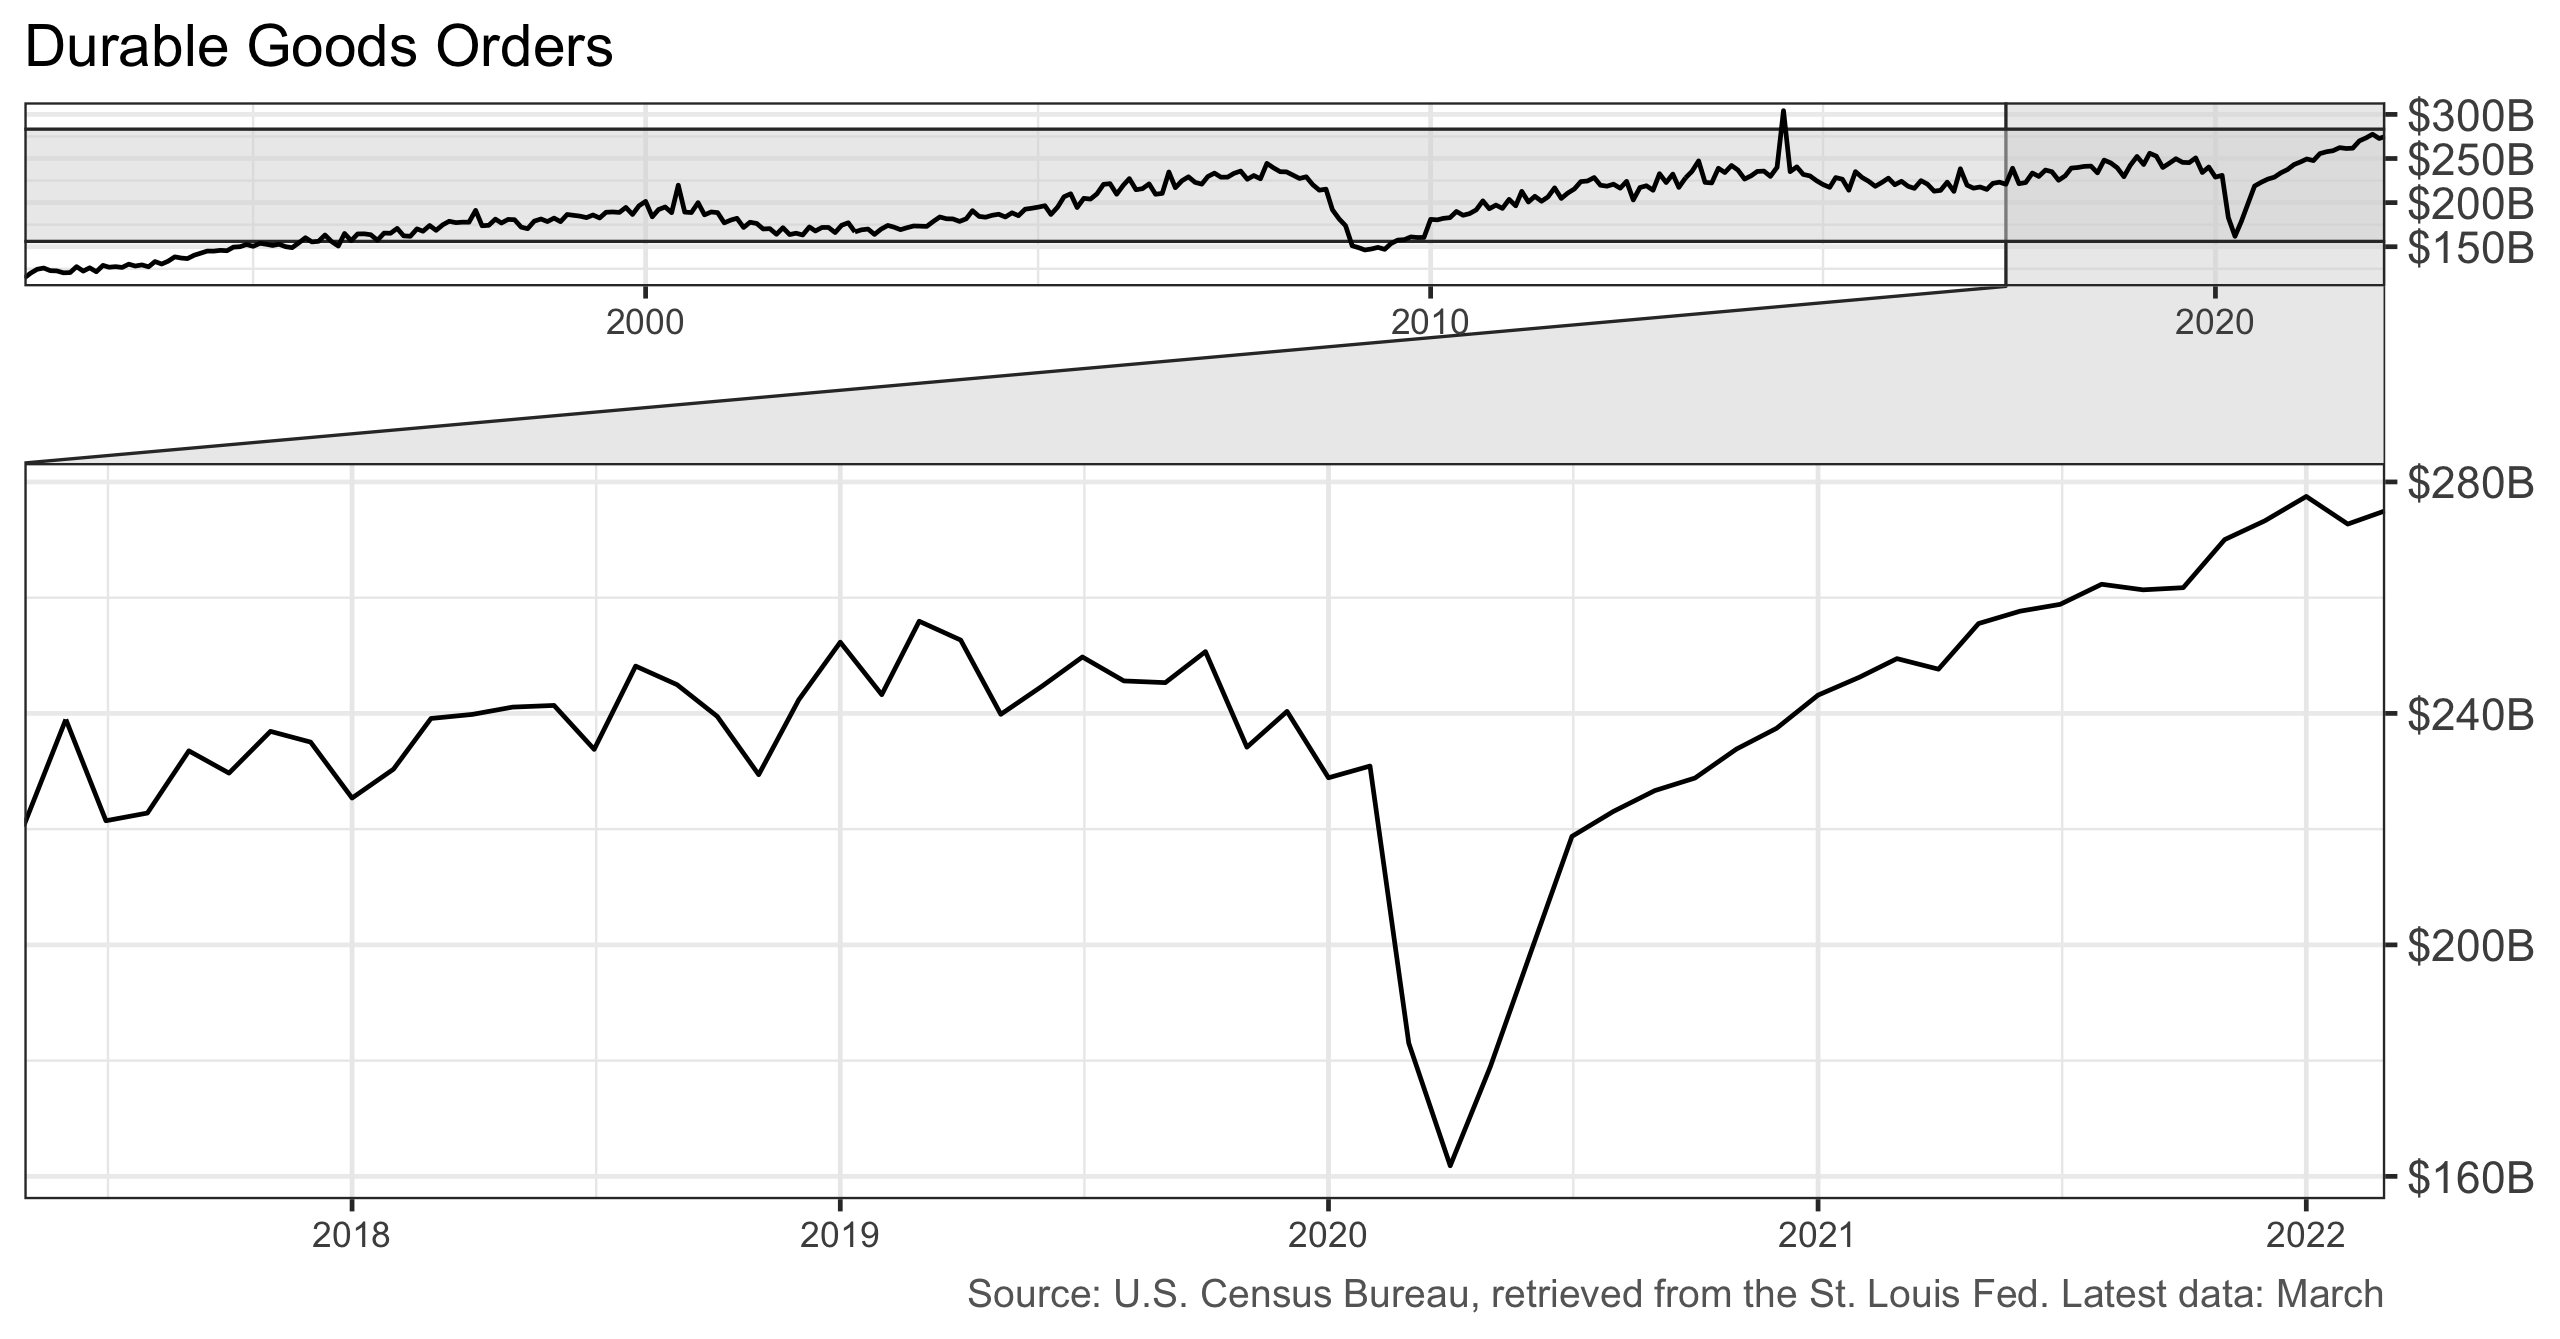 Durable Goods Orders
$300B
$250B
$200B
$150B
2000 2010 2020
$280B
$240B
$200B
$160B
2018 2019 2020 2021 2022
Source: U.S. Census Bureau, retrieved from the St. Louis Fed. Latest data: March